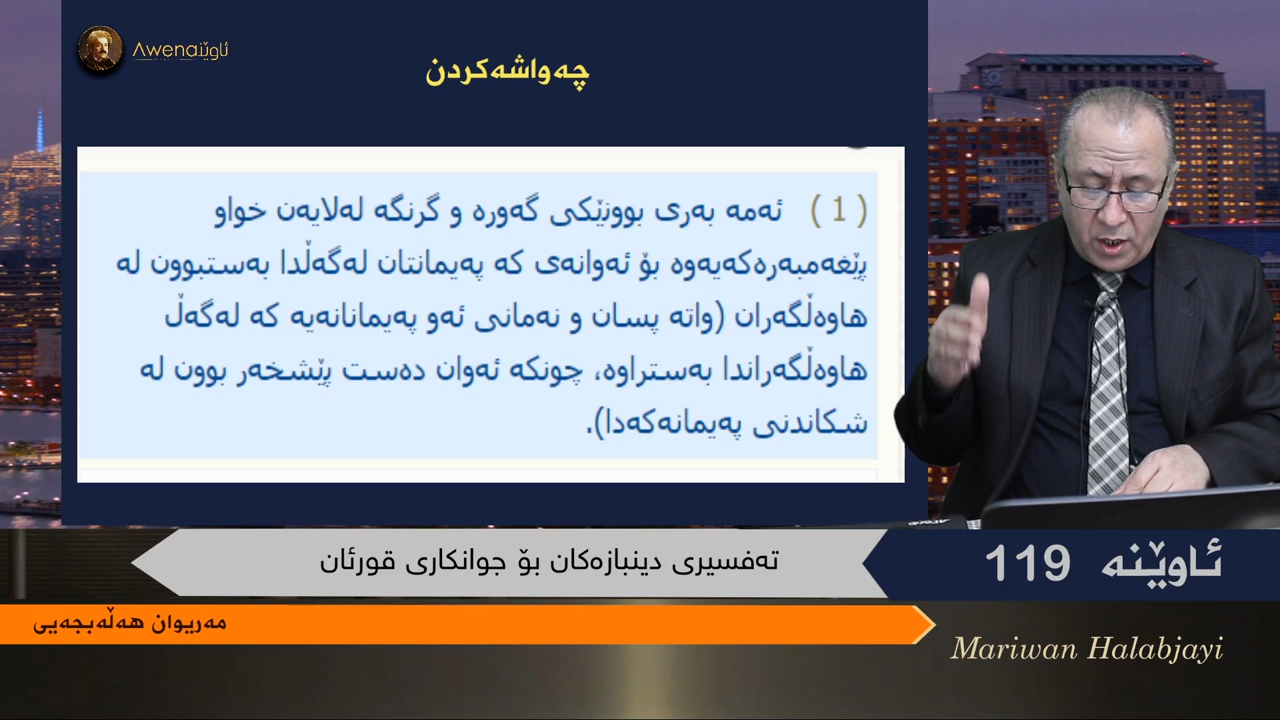 Awenaئاوێنە
چەواشەکردن
( 1 ) ئەمە بەری بوونێکی گەورە و گرنگە لەلایەن خواو
پێغەمبەرەکەیەوە بۆ ئەوانەی کە پەیمانتان لەگەڵدا بەستبوون لە
هاوەڵگەران (واتە پسان و نەمانی ئەو پەیمانانەیە کە لەگەڵ
هاوەڵگەراندا بەستراوە، چونکە ئەوان دەست پێشخەر بوون لە
شکاندنی پەیمانەکەدا).
ئاوێنە 119
تەفسیری دینبازەکان بۆ جوانکاری قورئان
مەریوان هەڵەبجەیی
Mariwan Halabjayi